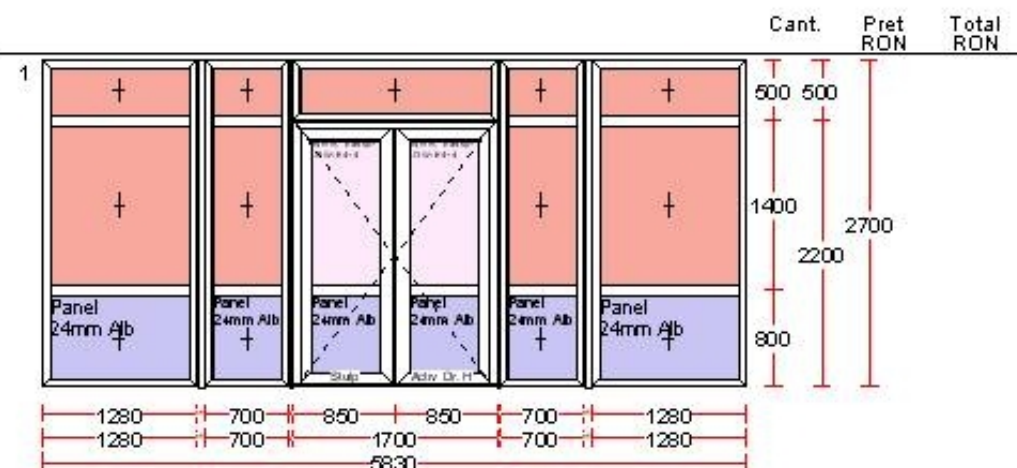 Cant. Pret RON Total RON
1
500 500
1400
2700
2200
800
Panel 24mm Alb
Panel 24mm Alb
Panel 24mm Alb
Panel 24mm Alb
Panel 24mm Alb
Panel 24mm Alb
Stulp Activ Dr. H
1280 700 850 850 700 1280
1280 700 1700 700 1280
5830